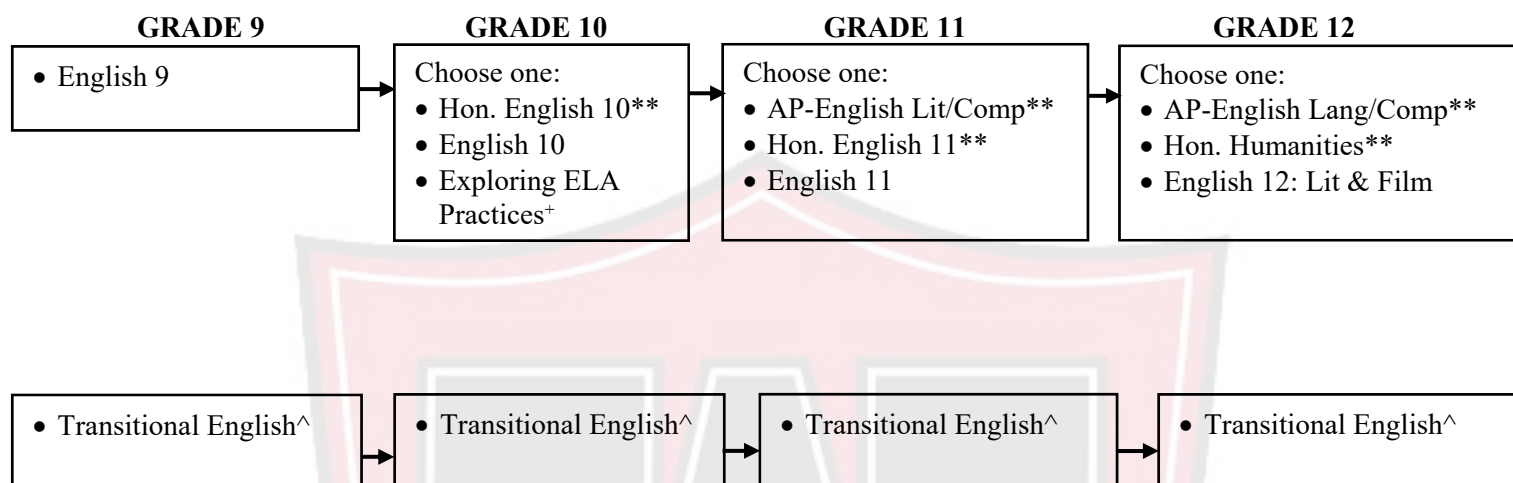 GRADE 9
• English 9
GRADE 10
Choose one:
• Hon. English 10**
• English 10
• Exploring ELA
Practices⁺
GRADE 11
Choose one:
• AP-English Lit/Comp**
• Hon. English 11**
• English 11
GRADE 12
Choose one:
• AP-English Lang/Comp**
• Hon. Humanities**
• English 12: Lit & Film
• Transitional English^
• Transitional English^
• Transitional English^
• Transitional English^